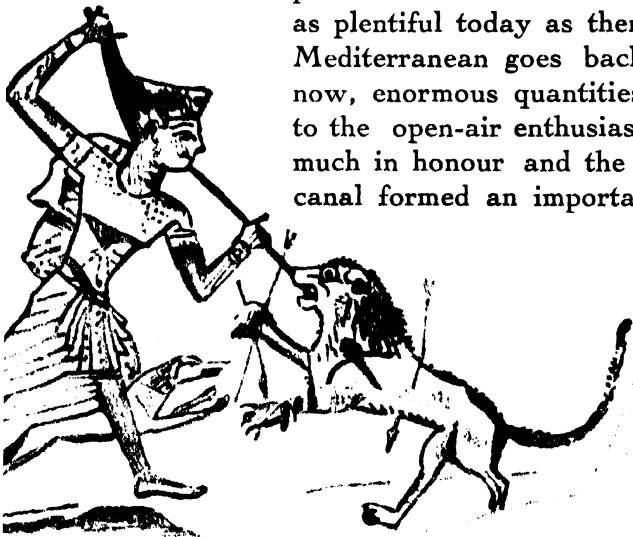 as plentiful today as
Mediterranean goes
now, enormous quantities
to the open-air
much in honour and the
canal formed an